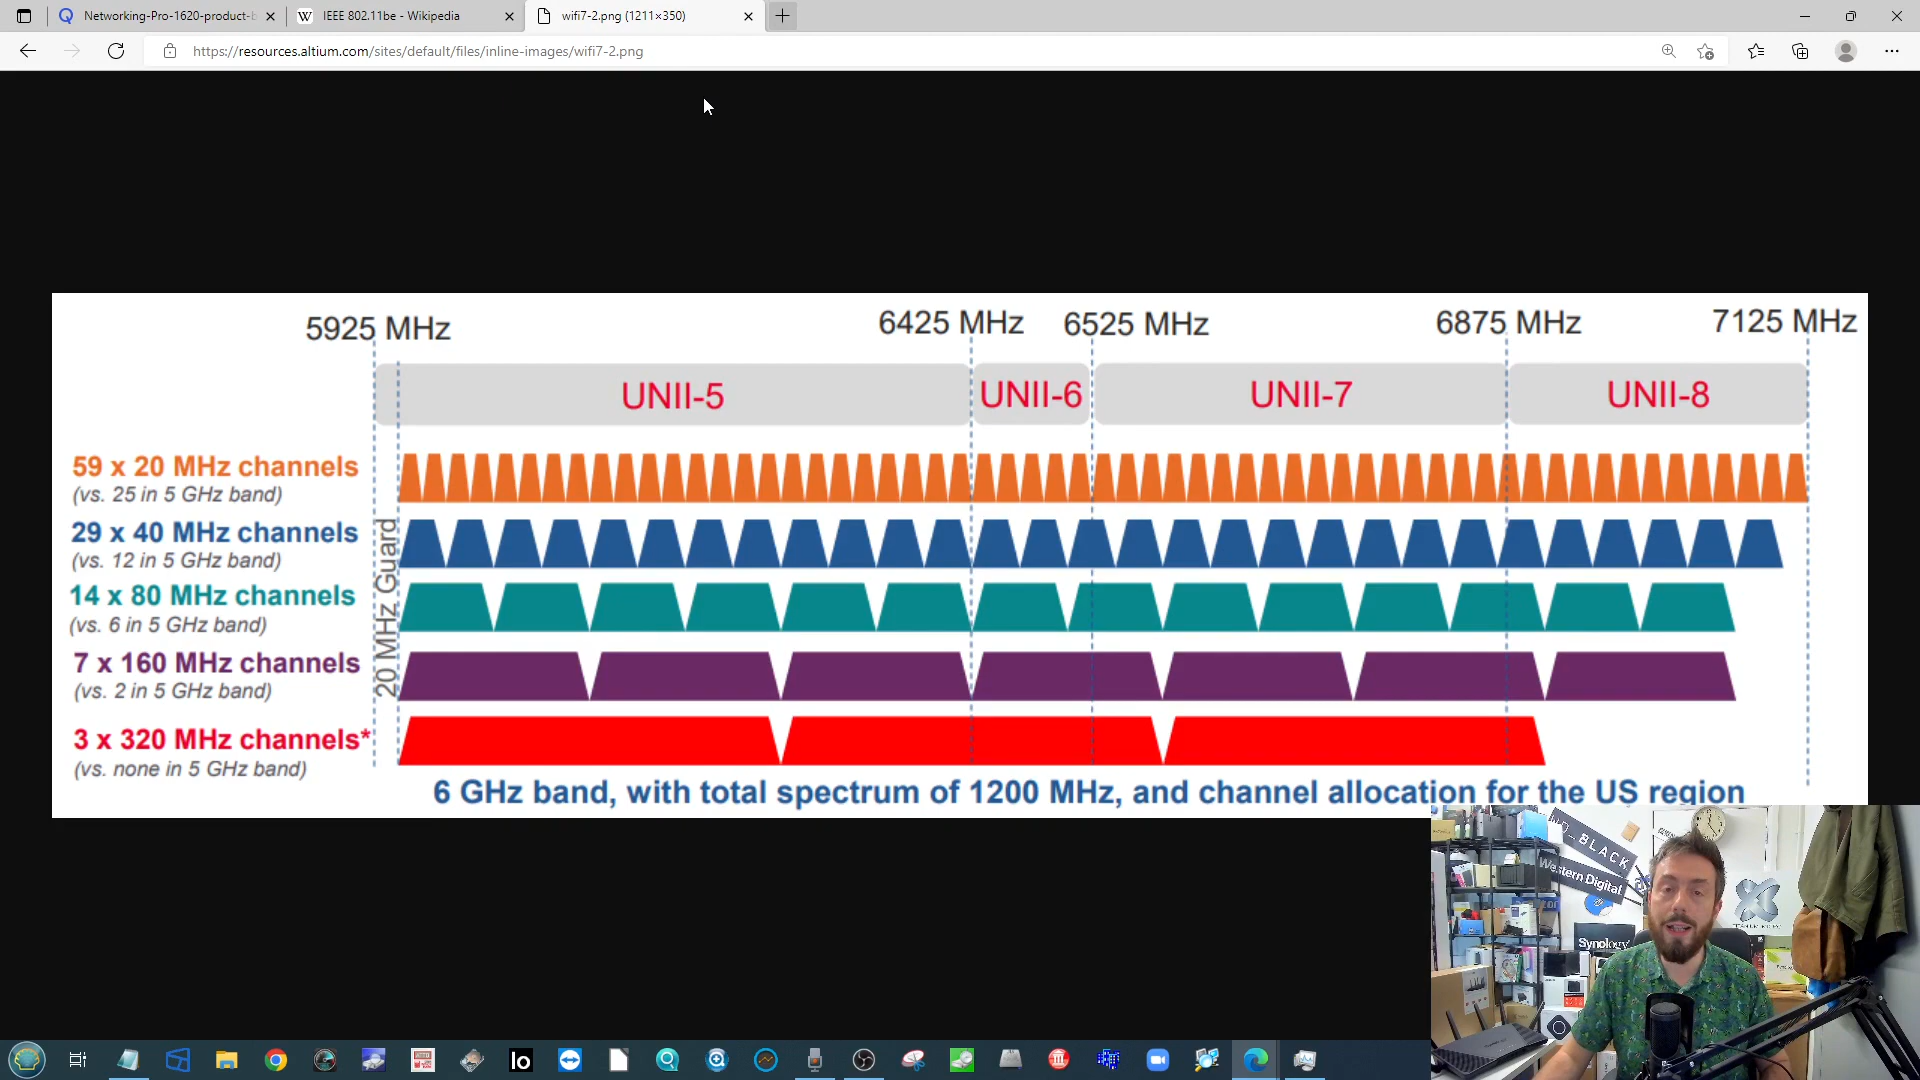 Networking-Pro-1620-product-b
IEEE 802.11be - Wikipedia
wifi7-2.png (1211×350)
https://resources.altium.com/sites/default/files/inline-images/wifi7-2.png
5925 MHz
6425 MHz
6525 MHz
6875 MHz
7125 MHz
UNII-5
UNII-6
UNII-7
UNII-8
59 x 20 MHz channels
(vs. 25 in 5 GHz band)
29 x 40 MHz channels
(vs. 12 in 5 GHz band)
14 x 80 MHz channels
(vs. 6 in 5 GHz band)
7 x 160 MHz channels
(vs. 2 in 5 GHz band)
3 x 320 MHz channels*
(vs. none in 5 GHz band)
20 MHz Guard
6 GHz band, with total spectrum of 1200 MHz, and channel allocation for the US region
BLACK
Western Digital
Synology
Io